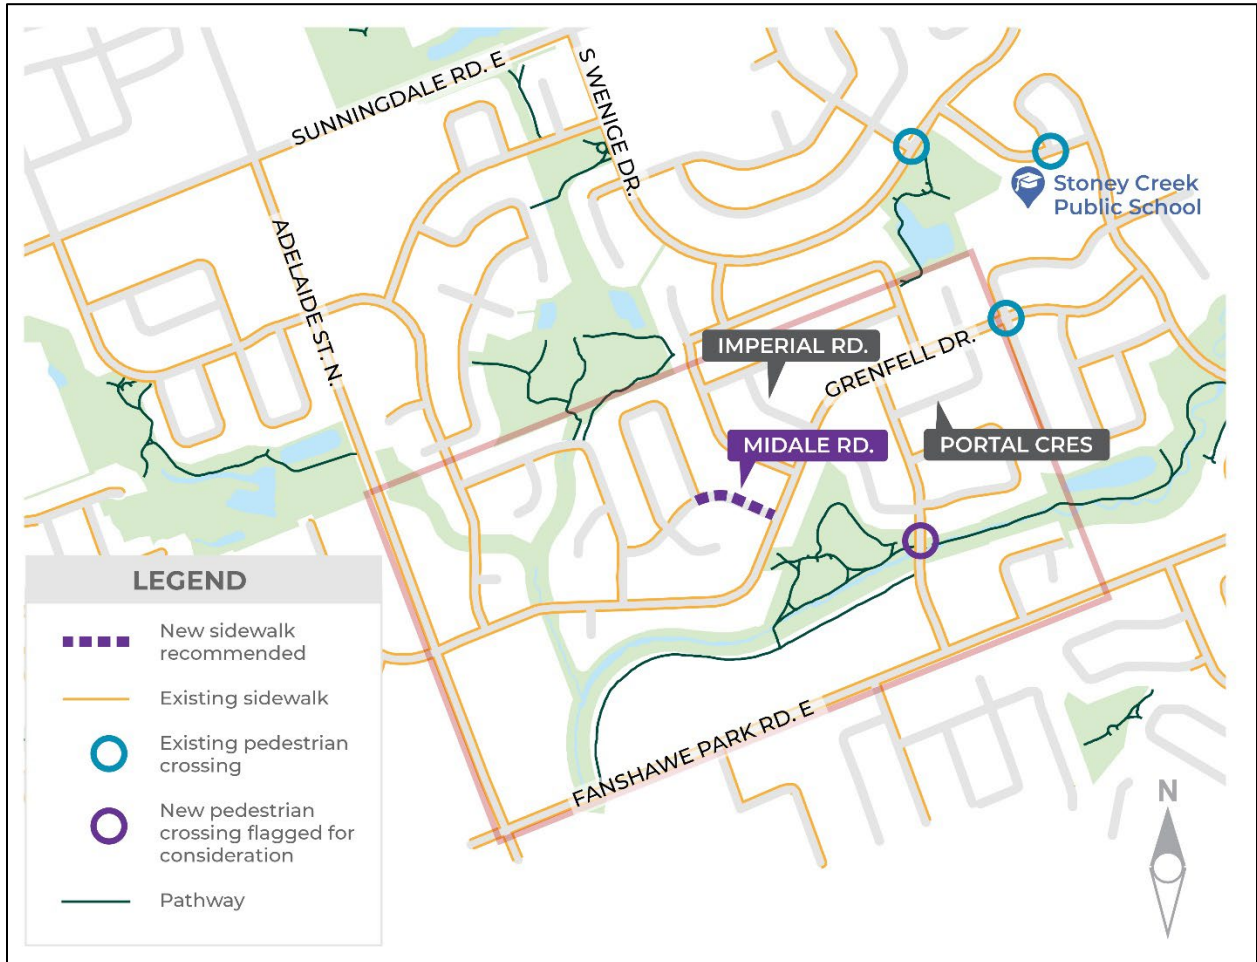 SUNNINGDALE RD. E
S WENIGE DR.
ADELAIDE ST. N.
Stoney Creek
Public School
IMPERIAL RD.
GRENFELL DR.
MIDALE RD.
PORTAL CRES
FANSHAWE PARK RD. E
LEGEND
New sidewalk
recommended
Existing sidewalk
Existing pedestrian
crossing
New pedestrian
crossing flagged for
consideration
Pathway
N